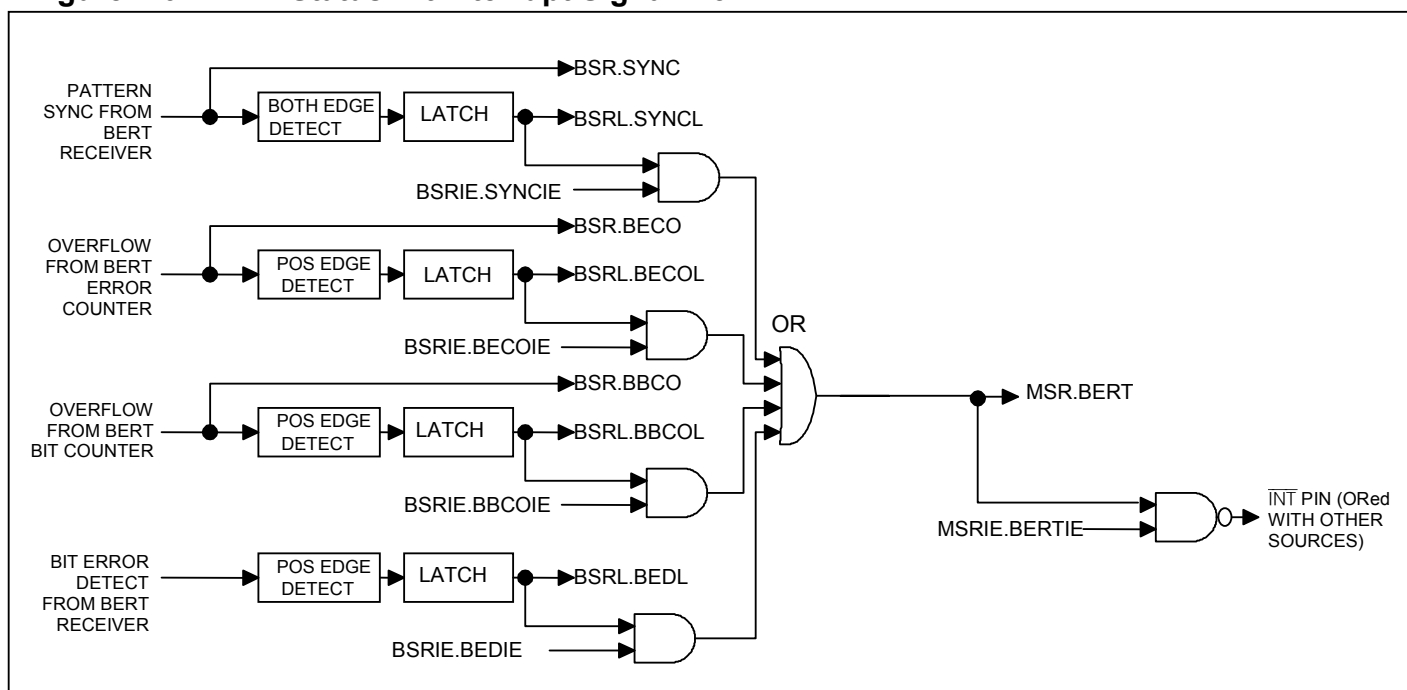 BSR.SYNC
PATTERN
SYNC FROM
BERT
RECEIVER
BOTH EDGE
DETECT
LATCH
BSRL.SYNCL
BSRIE.SYNCIE
BSR.BECO
OVERFLOW
FROM BERT
ERROR
COUNTER
POS EDGE
DETECT
LATCH
BSRL.BECOL
BSRIE.BECOIE
OR
BSR.BBCO
OVERFLOW
FROM BERT
BIT COUNTER
POS EDGE
DETECT
LATCH
BSRL.BBCOL
BSRIE.BBCOIE
MSR.BERT
MSRIE.BERTIE
INT PIN (ORed
WITH OTHER
SOURCES)
BIT ERROR
DETECT
FROM BERT
RECEIVER
POS EDGE
DETECT
LATCH
BSRL.BEDL
BSRIE.BEDIE